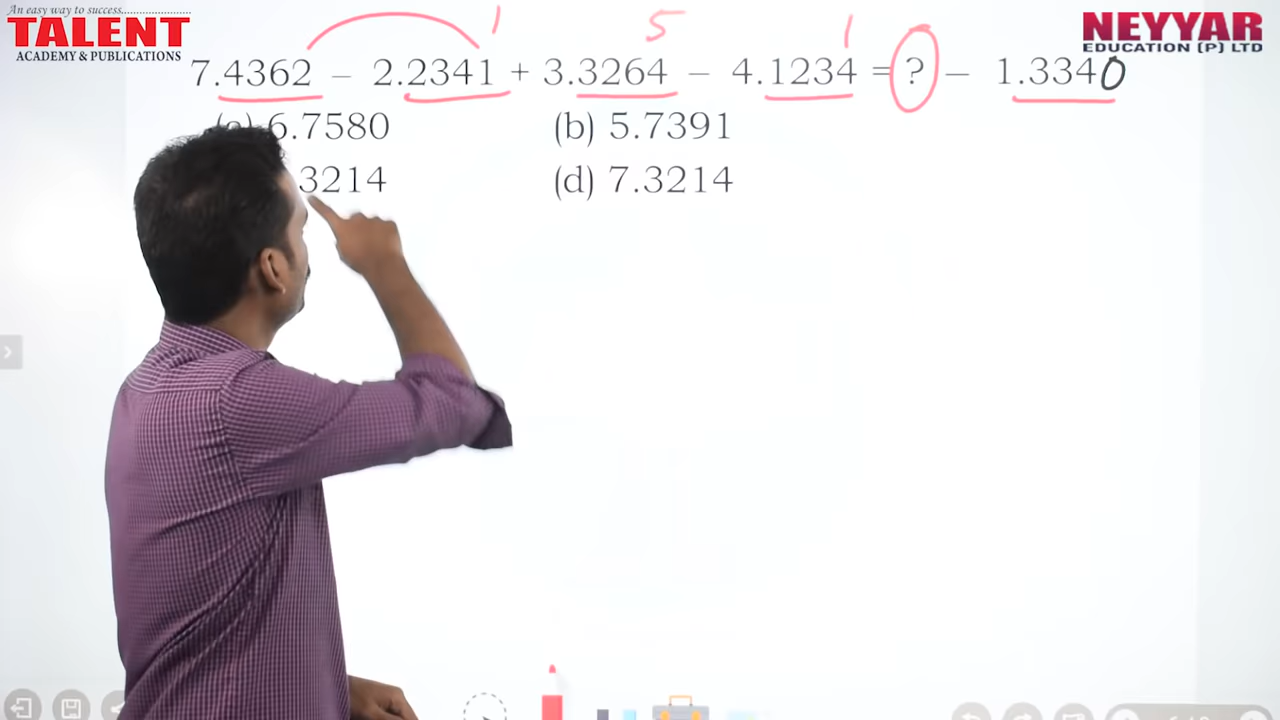 An easy way to success........................
TALENT
ACADEMY & PUBLICATIONS
NEYYAR
EDUCATION (P) LTD
1 5 1
7.4362 – 2.2341 + 3.3264 – 4.1234 = ? – 1.3340
6.7580 (b) 5.7391
3214 (d) 7.3214